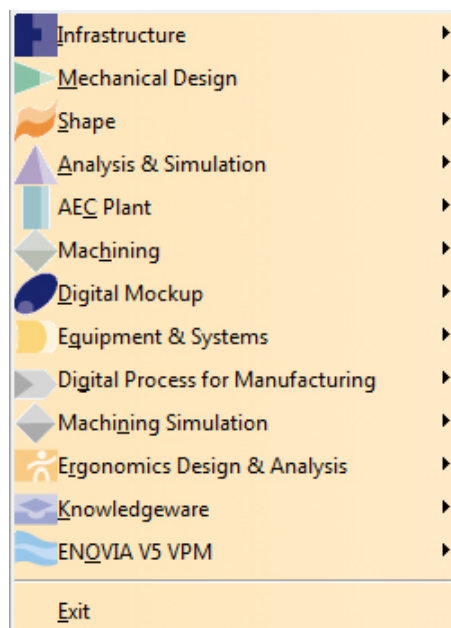 Infrastructure
Mechanical Design
Shape
Analysis & Simulation
AEC Plant
Machining
Digital Mockup
Equipment & Systems
Digital Process for Manufacturing
Machining Simulation
Ergonomics Design & Analysis
Knowledgeware
ENOVIA V5 VPM
Exit